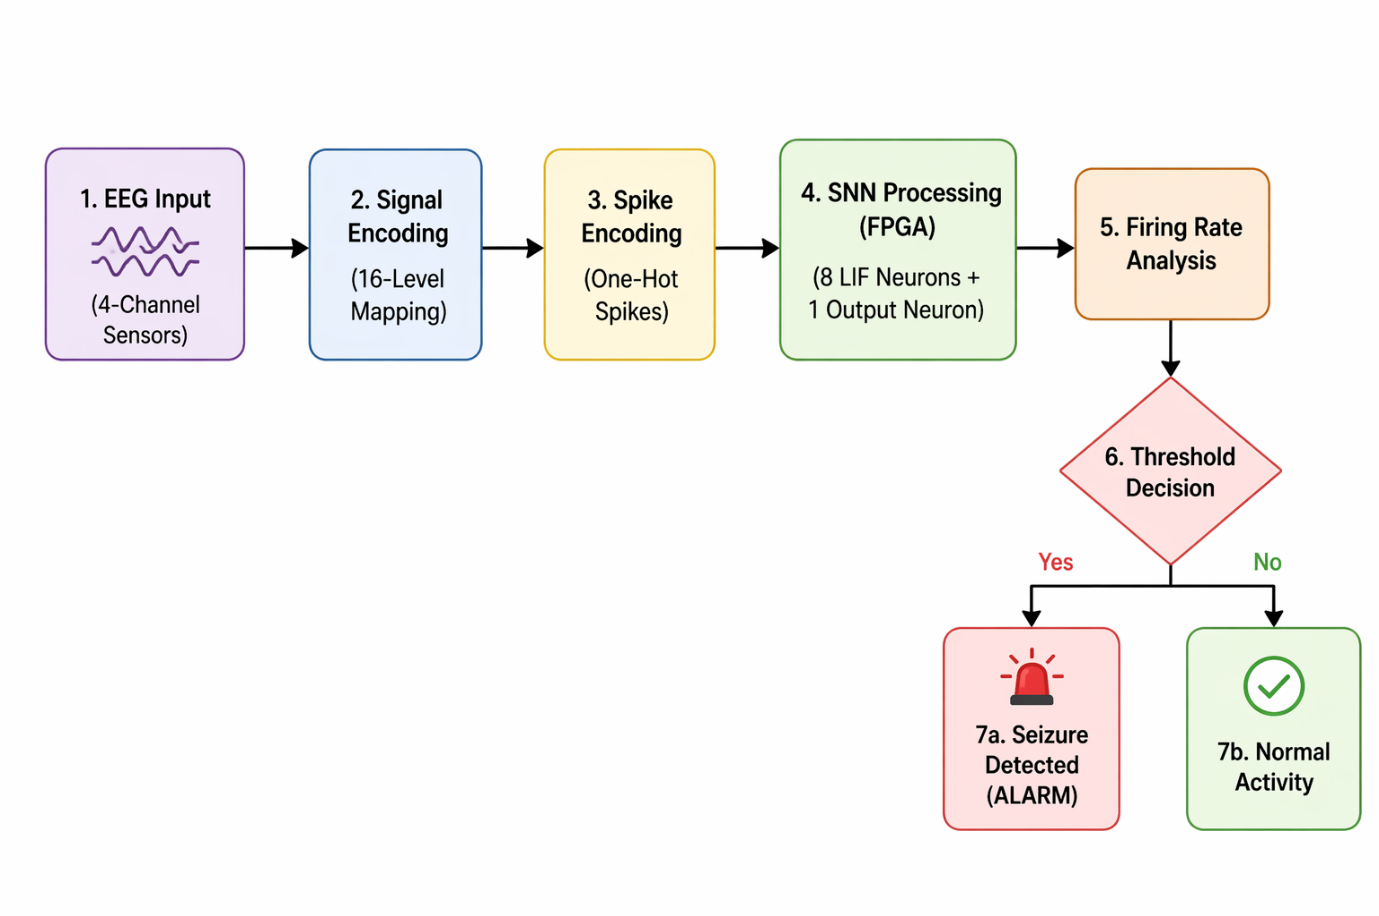 1. EEG Input
(4-Channel
Sensors)
2. Signal
Encoding
(16-Level
Mapping)
3. Spike
Encoding
(One-Hot
Spikes)
4. SNN Processing
(FPGA)
(8 LIF Neurons +
1 Output Neuron)
5. Firing Rate
Analysis
6. Threshold
Decision
Yes
No
7a. Seizure
Detected
(ALARM)
7b. Normal
Activity